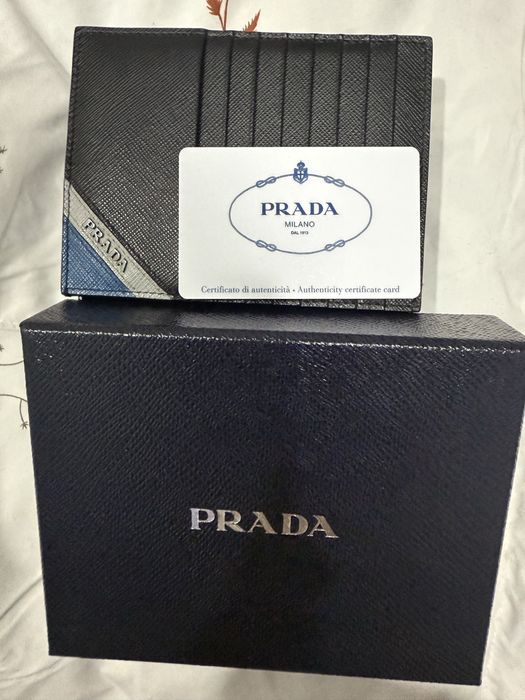 PRADA
MILANO
DAL 1913
PRADA
Certificato di autenticità • Authenticity certificate card
PRADA